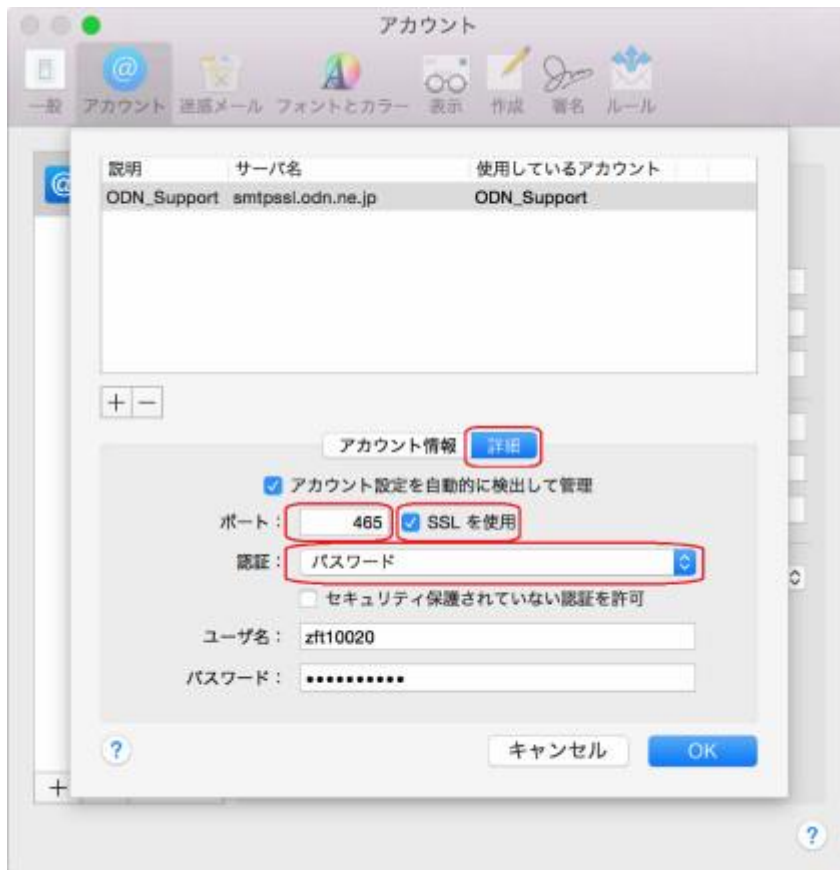 アカウント
一般 アカウント 迷惑メール フォントとカラー 表示 作成 署名 ルール
説明 サーバ名 使用しているアカウント
ODN_Support smtpssl.odn.ne.jp ODN_Support
アカウント情報 詳細
アカウント設定を自動的に検出して管理
ポート： 465 SSL を使用
認証： パスワード
セキュリティ保護されていない認証を許可
ユーザ名： zft10020
パスワード： ••••••••••
? キャンセル OK
?